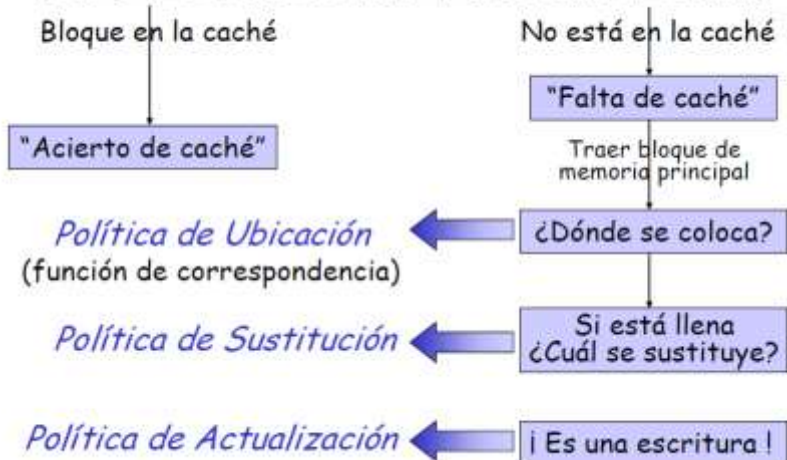 Bloque en la caché
No está en la caché
"Falta de caché"
"Acierto de caché"
Traer bloque de
memoria principal
Política de Ubicación
(función de correspondencia)
¿Dónde se coloca?
Política de Sustitución
Si está llena
¿Cuál se sustituye?
Política de Actualización
¡ Es una escritura !